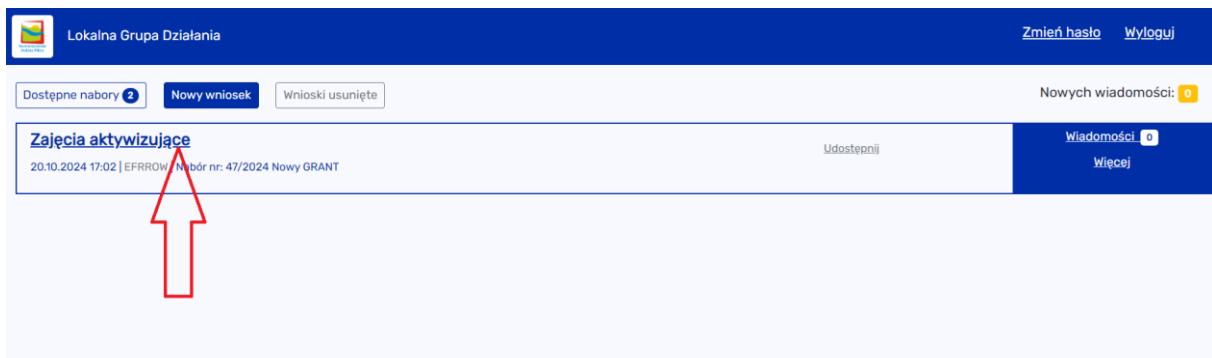 Lokalna Grupa Działania
Zmień hasło Wyloguj
Dostępne nabory 2 Nowy wniosek Wnioski usunięte
Nowych wiadomości: 0
Zajęcia aktywizujące
Udostępnij
Wiadomości 0
20.10.2024 17:02 | EFRROW | Nabór nr: 47/2024 Nowy GRANT
Więcej